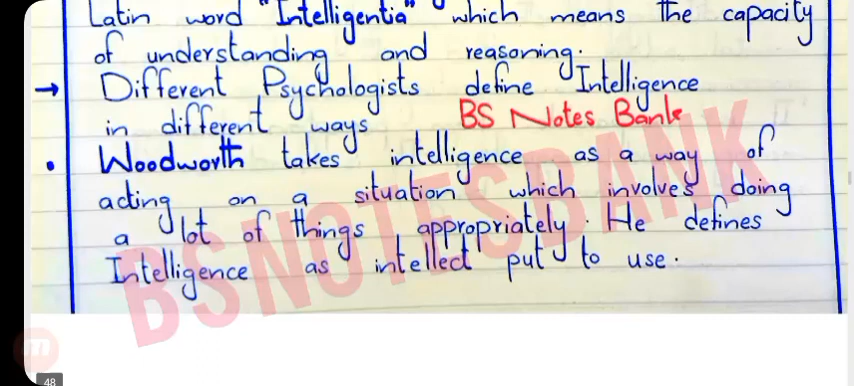 Latin word "Intelligentia" which means the capacity
of understanding and reasoning.
→ Different Psychologists define Intelligence
in different ways BS Notes Bank
• Woodworth takes intelligence as a way of
acting on a situation which involves doing
a lot of things appropriately. He defines
Intelligence as intellect put to use.
BSNOTESBANK
48